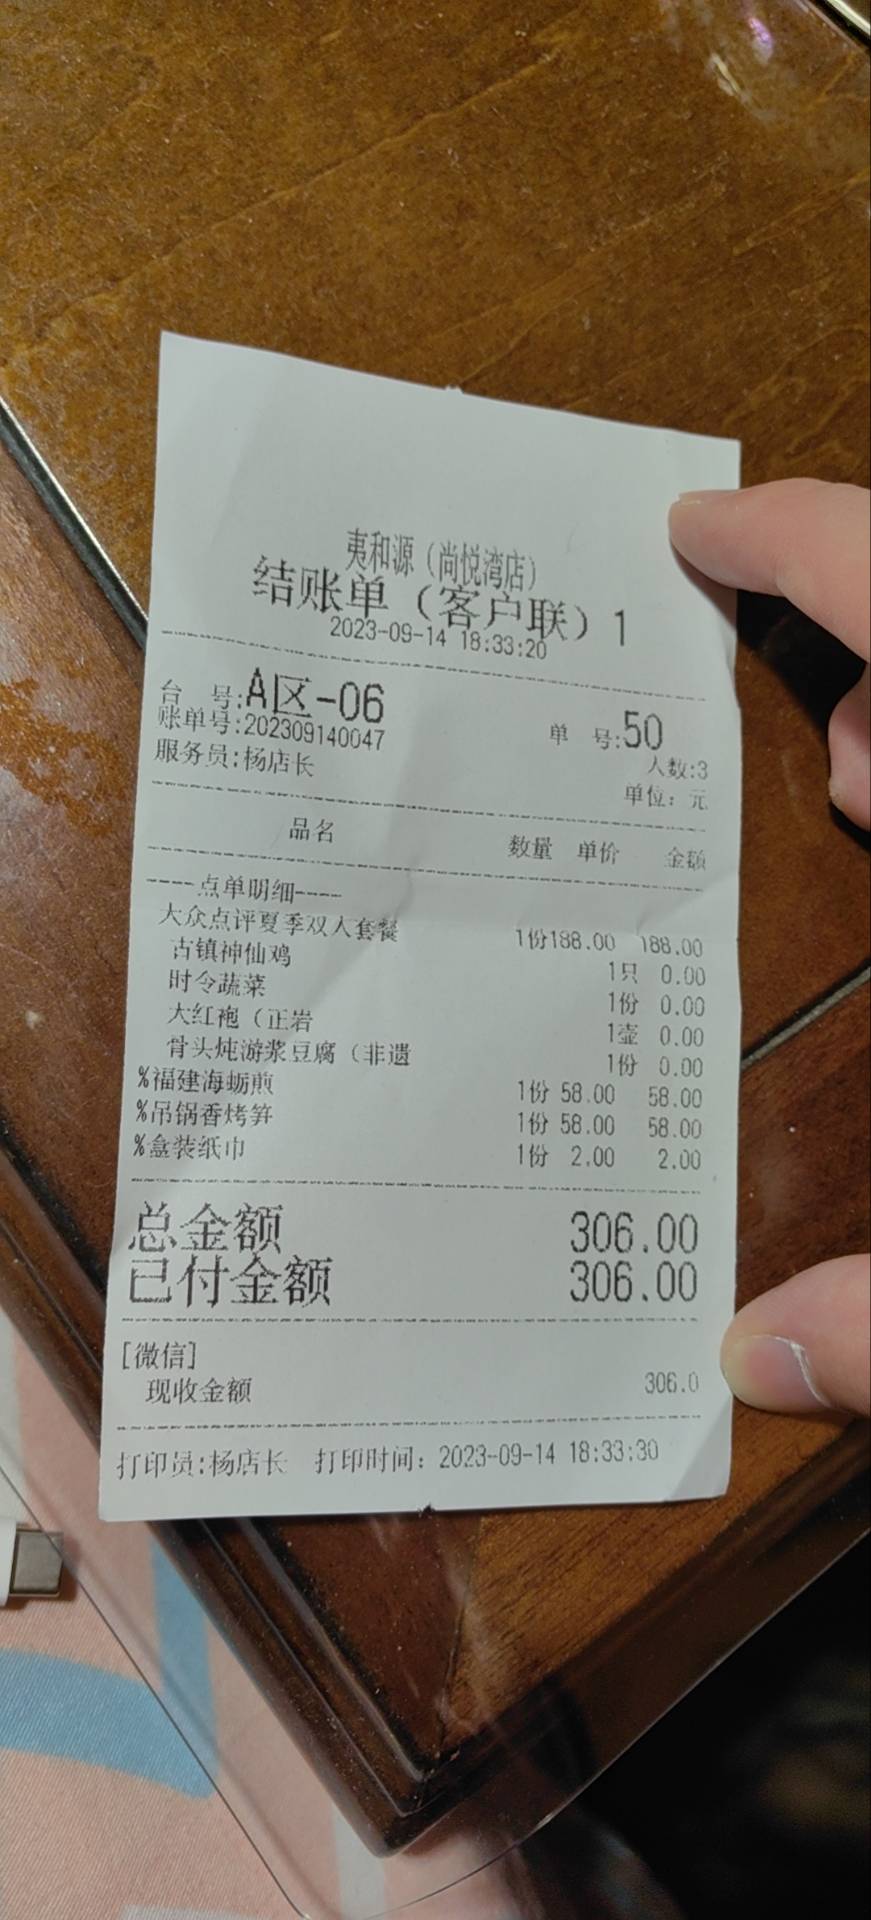 夷和源（尚悦湾店）
结账单（客户联）1
2023-09-14 18:33:20
台 号:A区-06 单 号:50
账单号:202309140047 人数:3
服务员:杨店长 单位：元
品名 数量 单价 金额
----点单明细----
大众点评夏季双人套餐 1份188.00 188.00
古镇神仙鸡 1只 0.00
时令蔬菜 1份 0.00
大红袍（正岩 1壶 0.00
骨头炖游浆豆腐（非遗 1份 0.00
%福建海蛎煎 1份 58.00 58.00
%吊锅香烤笋 1份 58.00 58.00
%盒装纸巾 1份 2.00 2.00
总金额 306.00
已付金额 306.00
[微信]
现收金额 306.0
打印员:杨店长 打印时间：2023-09-14 18:33:30